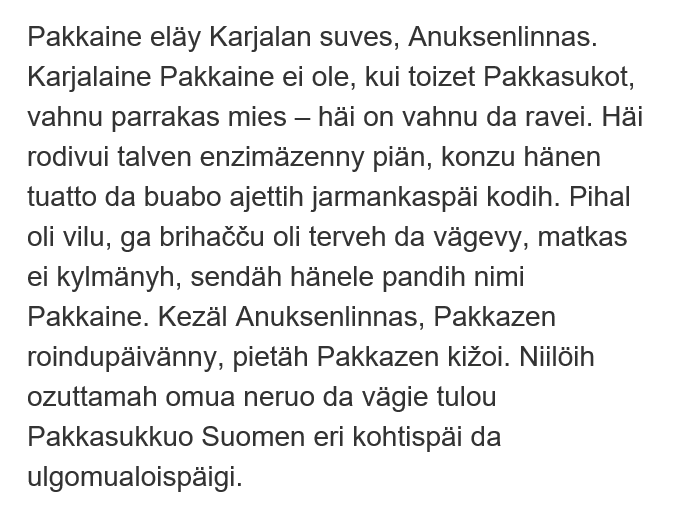 Pakkaine eläy Karjalan suves, Anuksenlinnas.
Karjalaine Pakkaine ei ole, kui toizet Pakkasukot,
vahnu parrakas mies – häi on vahnu da ravei. Häi
rodivui talven enzimäzenny piän, konzu hänen
tuatto da buabo ajettih jarmankaspäi kodih. Pihal
oli vilu, ga brihačču oli terveh da vägevy, matkas
ei kylmänyh, sendäh hänele pandih nimi
Pakkaine. Kezäl Anuksenlinnas, Pakkazen
roindupäivänny, pietäh Pakkazen kižoi. Niilöih
ozuttamah omua neruo da vägie tulou
Pakkasukkuo Suomen eri kohtispäi da
ulgomualoispäigi.